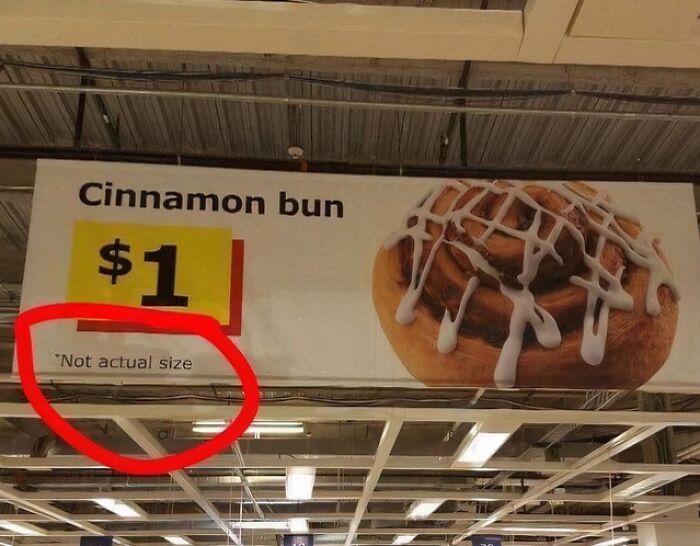 Cinnamon bun
$1
*Not actual size